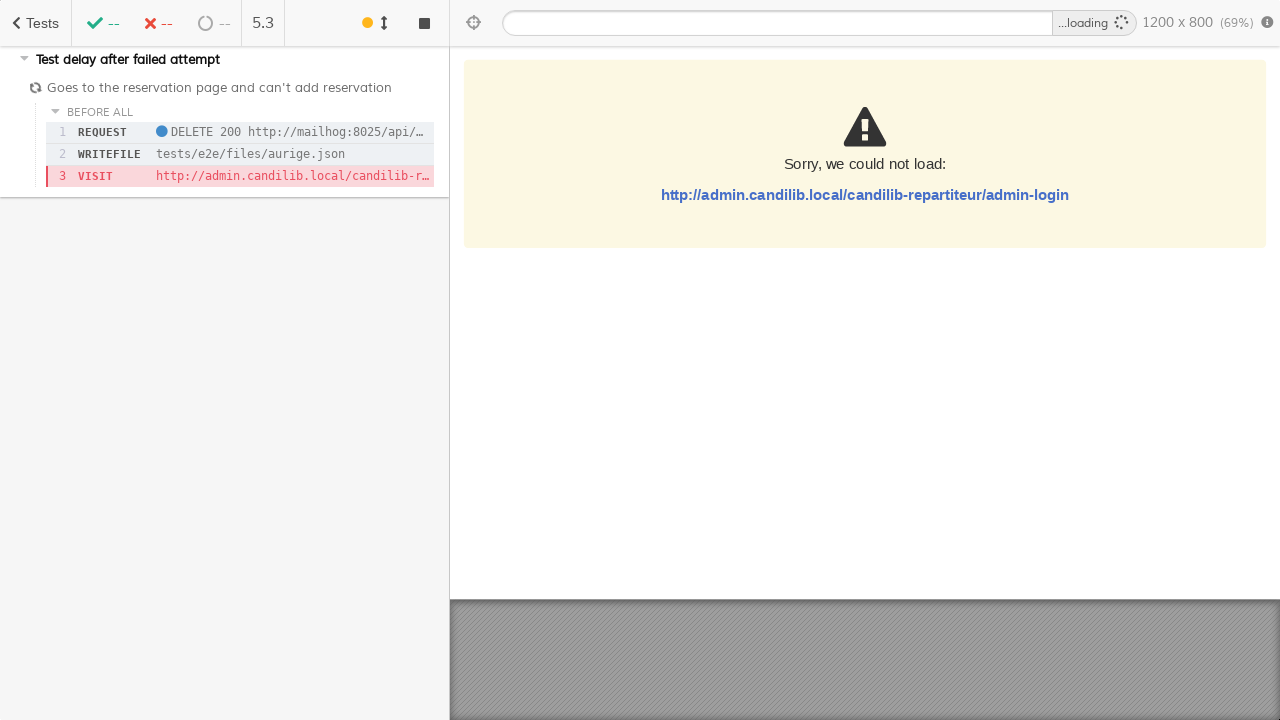 Tests -- -- -- 5.3
Test delay after failed attempt
Goes to the reservation page and can't add reservation
BEFORE ALL
1 REQUEST DELETE 200 http://mailhog:8025/api/…
2 WRITEFILE tests/e2e/files/aurige.json
3 VISIT http://admin.candilib.local/candilib-r…
...loading 1200 x 800 (69%)
Sorry, we could not load:
http://admin.candilib.local/candilib-repartiteur/admin-login